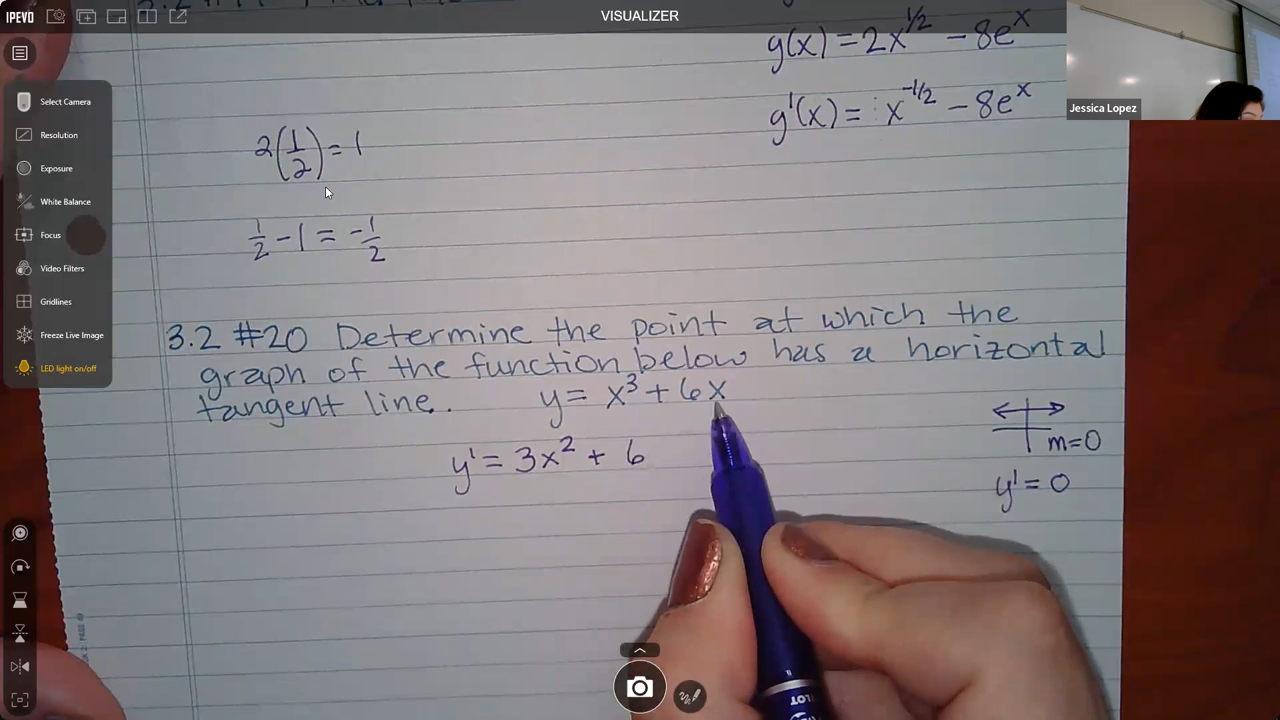 IPEVO
VISUALIZER
Jessica Lopez
Select Camera
Resolution
Exposure
White Balance
Focus
Video Filters
Gridlines
Freeze Live Image
LED light on/off
g(x) = 2x^{1/2} - 8e^x
g'(x) = x^{-1/2} - 8e^x
2(1/2) = 1
1/2 - 1 = -1/2
3.2 #20 Determine the point at which the
graph of the function below has a horizontal
tangent line. y = x³ + 6x
m=0
y' = 3x² + 6
y' = 0
PILOT